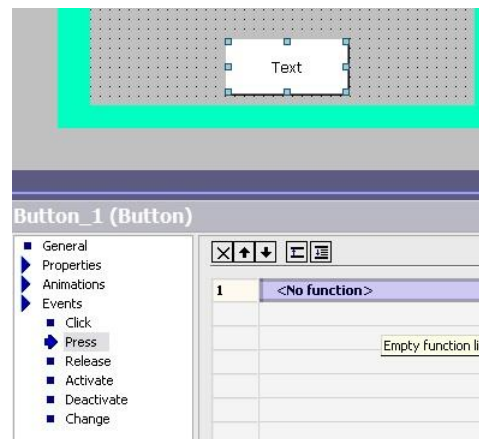 Text
Button_1 (Button)
General
Properties
Animations
Events
Click
Press
Release
Activate
Deactivate
Change
1 <No function>
Empty function li